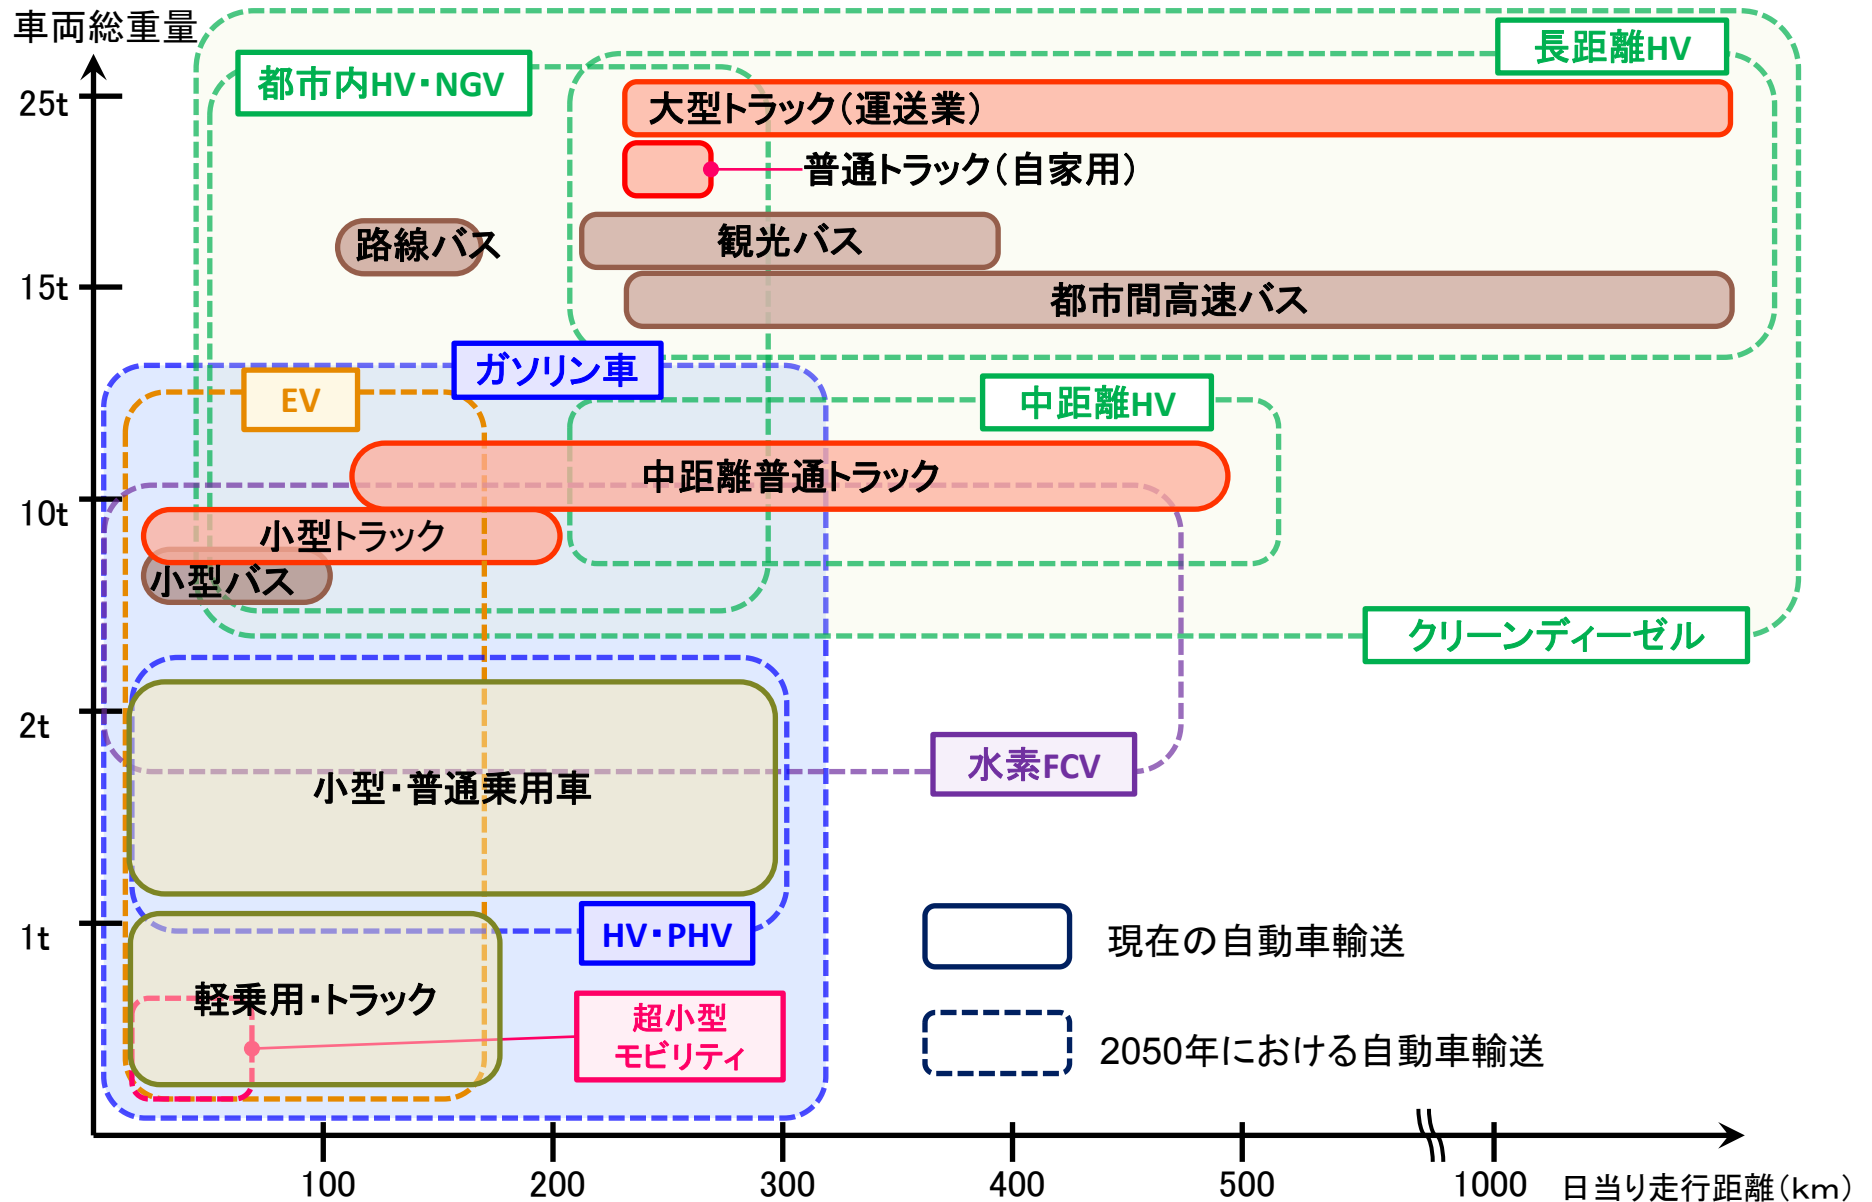 車両総重量
長距離HV
都市内HV・NGV
25t
大型トラック(運送業)
普通トラック(自家用)
路線バス
観光バス
15t
都市間高速バス
ガソリン車
EV
中距離HV
中距離普通トラック
10t
小型トラック
小型バス
クリーンディーゼル
2t
水素FCV
小型・普通乗用車
1t
HV・PHV
現在の自動車輸送
軽乗用・トラック
超小型
モビリティ
2050年における自動車輸送
100
200
300
400
500
1000
日当り走行距離(km)